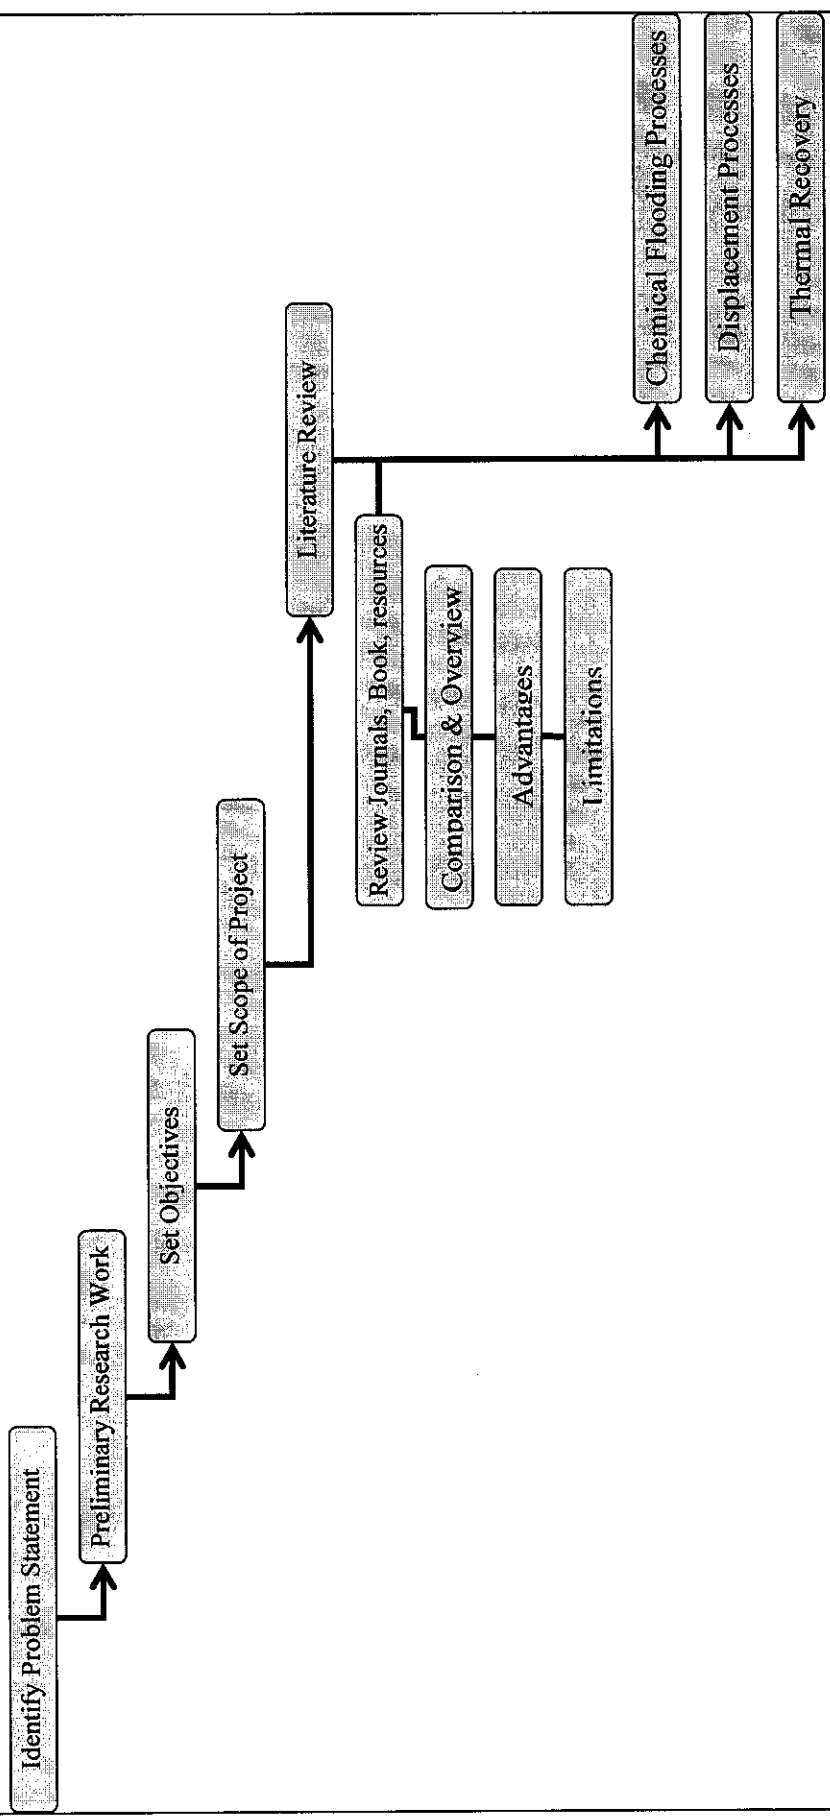 Identify Problem Statement
Preliminary Research Work
Set Objectives
Set Scope of Project
Literature Review
Review Journals, Book, resources
Comparison & Overview
Advantages
Limitations
Chemical Flooding Processes
Displacement Processes
Thermal Recovery